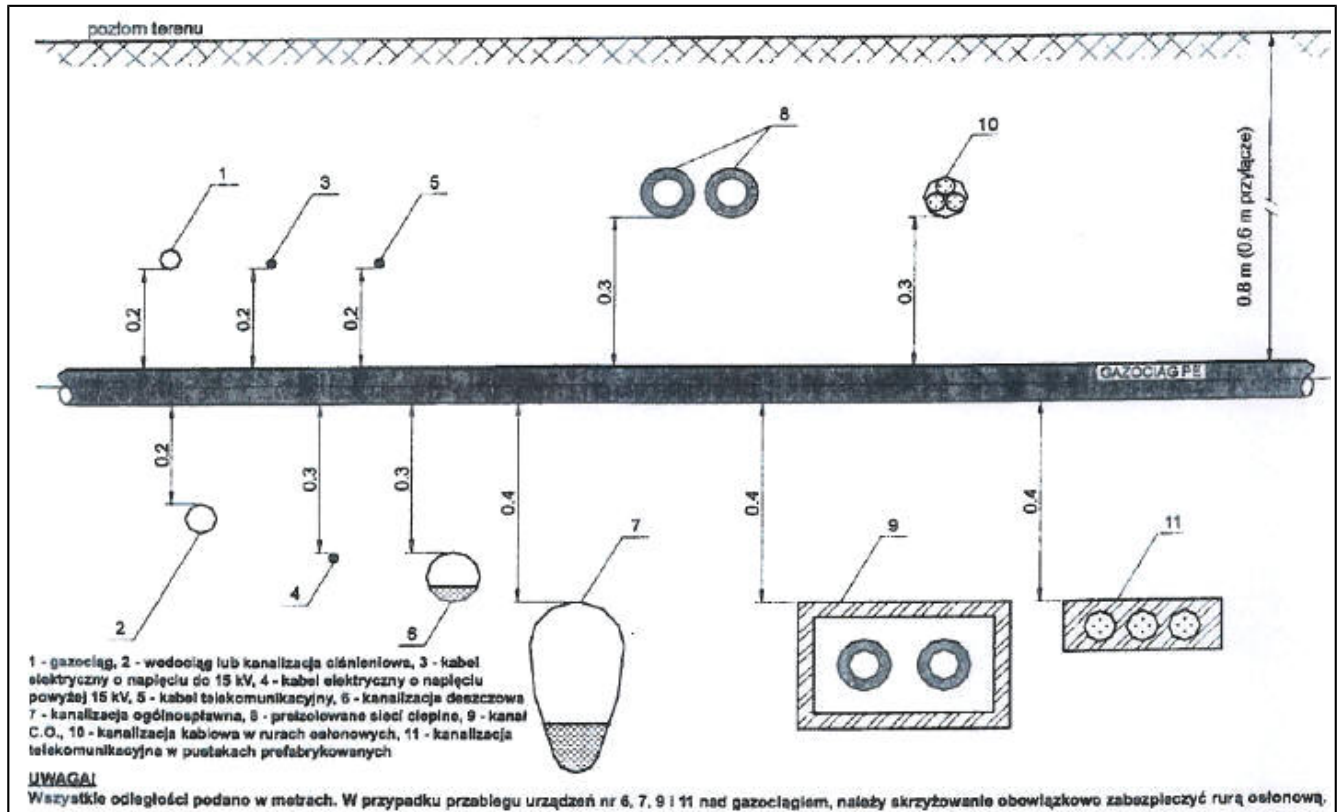 poziom terenu
8
10
1
3
5
0.8 m (0.6 m przyłącze)
0.2
0.2
0.2
0.3
0.3
GAZOCIĄG PE
0.2
0.3
0.3
0.4
0.4
0.4
7
9
11
4
2
6
1 - gazociąg, 2 - wodociąg lub kanalizacja ciśnieniowa, 3 - kabel
elektryczny o napięciu do 15 kV, 4 - kabel elektryczny o napięciu
powyżej 15 kV, 5 - kabel telekomunikacyjny, 6 - kanalizacja deszczowa
7 - kanalizacja ogólnospławna, 8 - preizolowane sieci cieplne, 9 - kanał
C.O., 10 - kanalizacja kablowa w rurach osłonowych, 11 - kanalizacja
telekomunikacyjna w pustakach prefabrykowanych
UWAGA!
Wszystkie odległości podano w metrach. W przypadku przebiegu urządzeń nr 6, 7, 9 i 11 nad gazociągiem, należy skrzyżowanie obowiązkowo zabezpieczyć rurą osłonową.